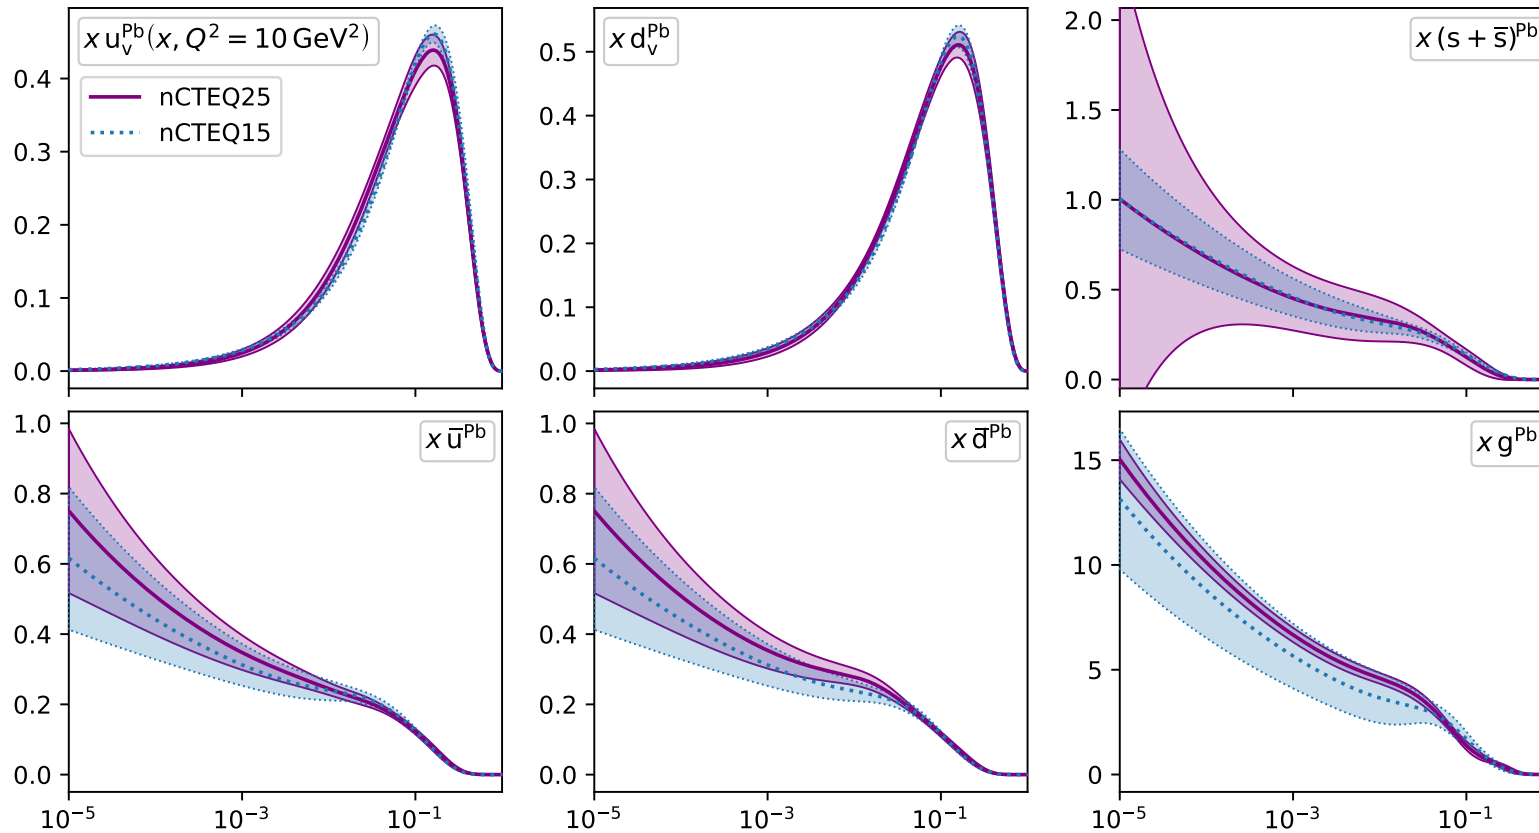 x u_v^Pb(x, Q² = 10 GeV²)
nCTEQ25
nCTEQ15
0.4
0.3
0.2
0.1
0.0
x d_v^Pb
0.5
0.4
0.3
0.2
0.1
0.0
x (s + s̅)^Pb
2.0
1.5
1.0
0.5
0.0
x u̅^Pb
1.0
0.8
0.6
0.4
0.2
0.0
10⁻⁵ 10⁻³ 10⁻¹
x d̅^Pb
1.0
0.8
0.6
0.4
0.2
0.0
10⁻⁵ 10⁻³ 10⁻¹
x g^Pb
15
10
5
0
10⁻⁵ 10⁻³ 10⁻¹